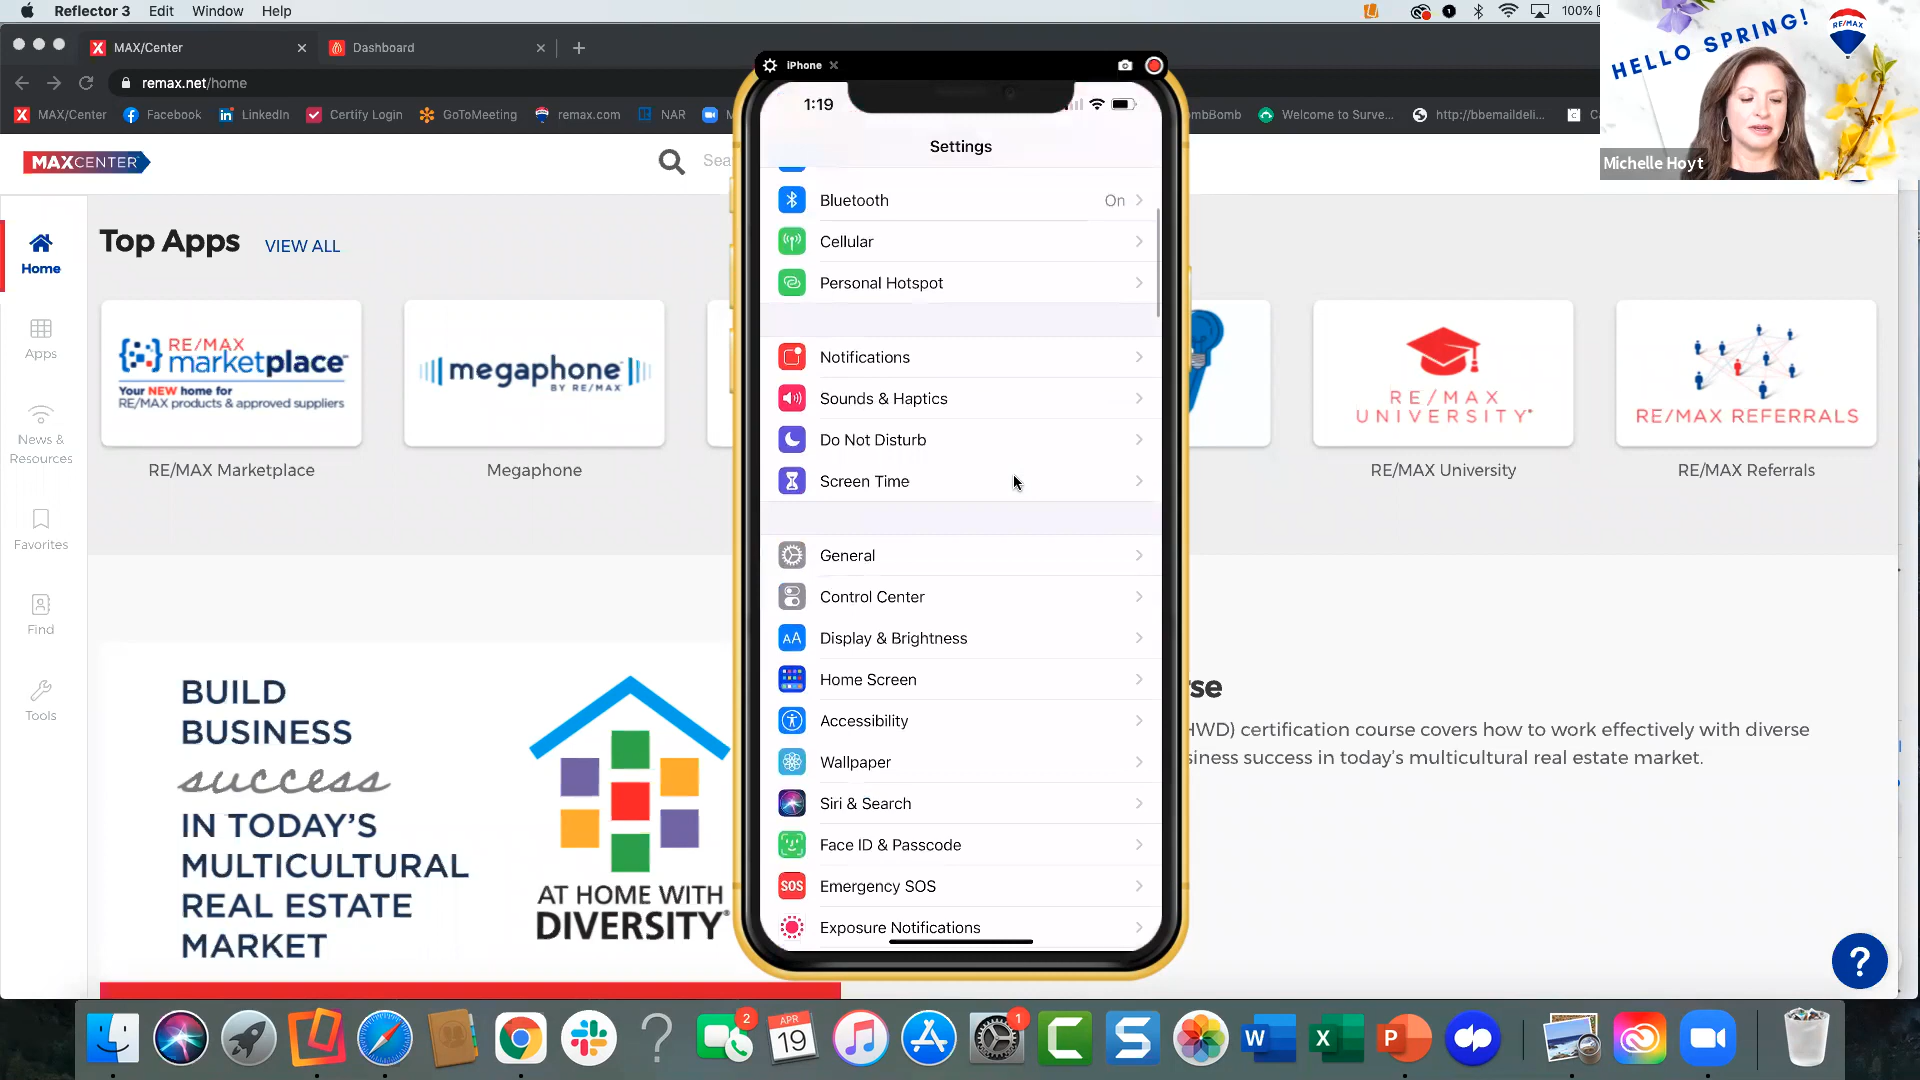 Reflector 3 Edit Window Help
100%
MAX/Center
Dashboard
remax.net/home
MAX/Center
Facebook
LinkedIn
Certify Login
GoToMeeting
remax.com
NAR
Welcome to Surve...
http://bbemaildeli...
HELLO SPRING!
RE/MAX
Michelle Hoyt
MAXCENTER
iPhone
1:19
Settings
Bluetooth On
Cellular
Personal Hotspot
Notifications
Sounds & Haptics
Do Not Disturb
Screen Time
General
Control Center
AA Display & Brightness
Home Screen
Accessibility
Wallpaper
Siri & Search
Face ID & Passcode
SOS Emergency SOS
Exposure Notifications
Home
Apps
News &
Resources
Favorites
Find
Tools
Top Apps VIEW ALL
RE/MAX
marketplace
Your NEW home for
RE/MAX products & approved suppliers
RE/MAX Marketplace
megaphone
BY RE/MAX
Megaphone
RE/MAX
UNIVERSITY
RE/MAX University
RE/MAX REFERRALS
RE/MAX Referrals
BUILD
BUSINESS
success
IN TODAY'S
MULTICULTURAL
REAL ESTATE
MARKET
AT HOME WITH
DIVERSITY
HWD) certification course covers how to work effectively with diverse
siness success in today's multicultural real estate market.
?
2
APR
19
1
C
S
W
X
P